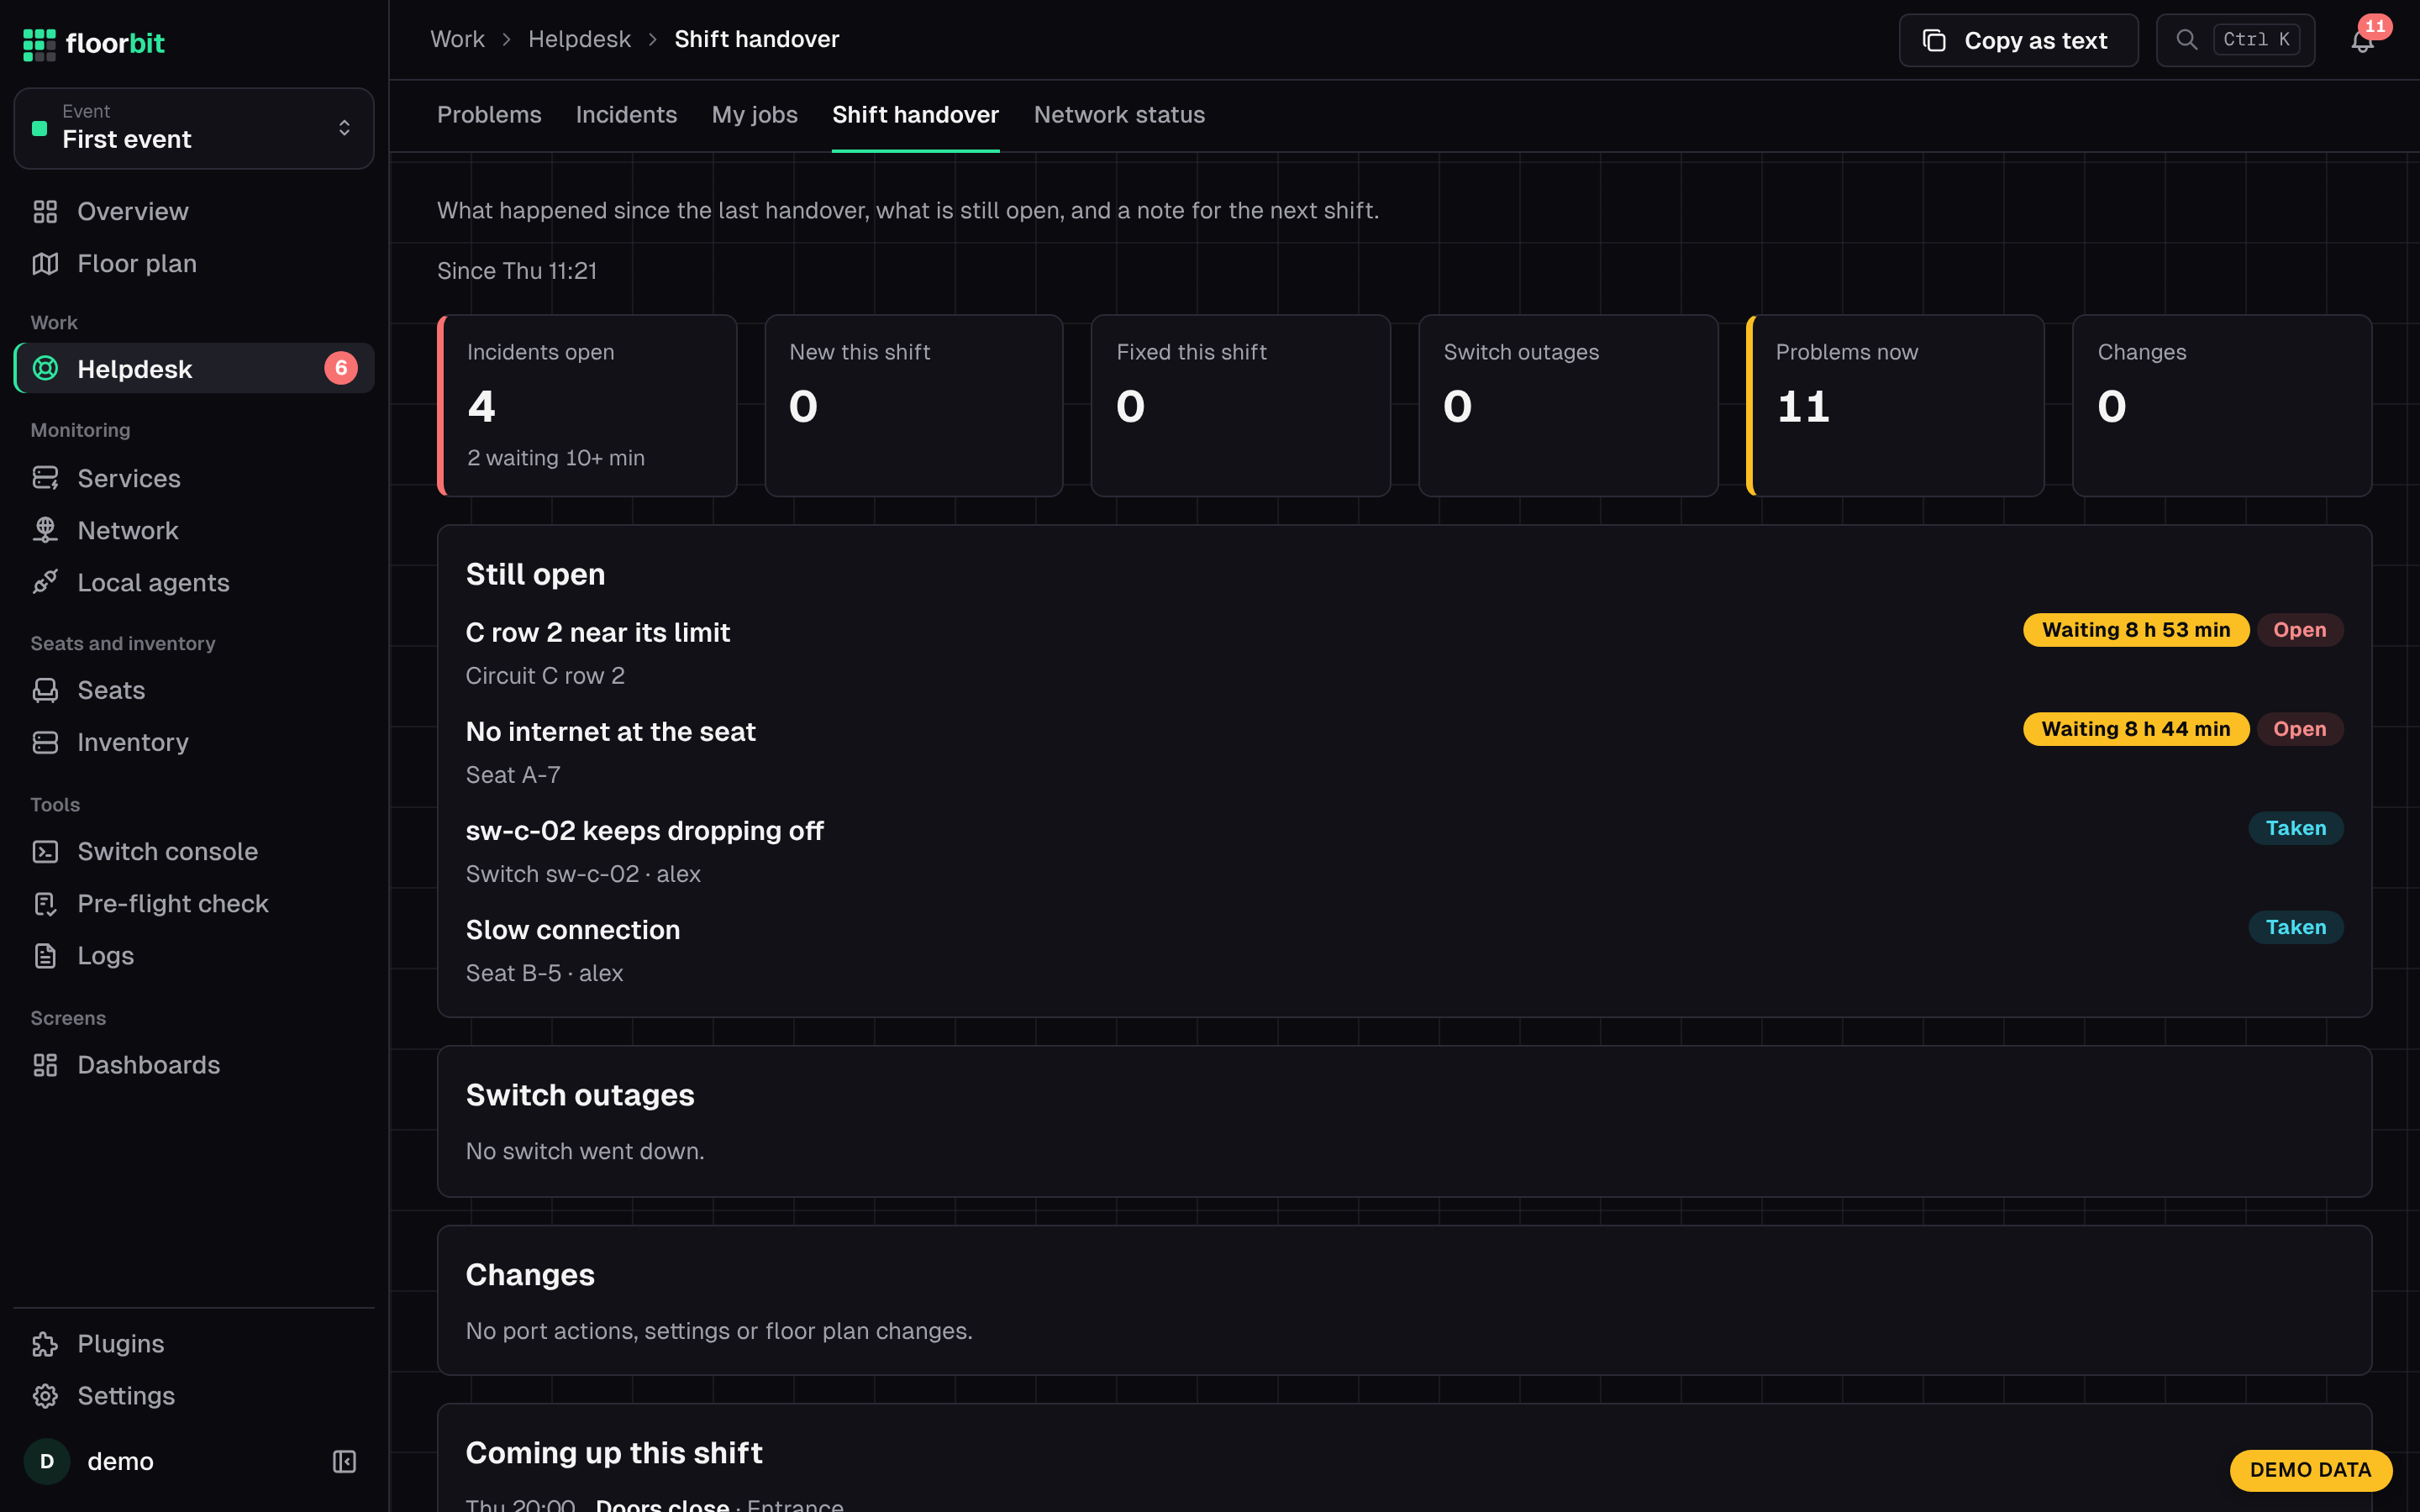 floorbit
Event
First event
Overview
Floor plan
Work
Helpdesk
6
Monitoring
Services
Network
Local agents
Seats and inventory
Seats
Inventory
Tools
Switch console
Pre-flight check
Logs
Screens
Dashboards
Plugins
Settings
D
demo
Work
Helpdesk
Shift handover
Copy as text
Ctrl K
11
Problems
Incidents
My jobs
Shift handover
Network status
What happened since the last handover, what is still open, and a note for the next shift.
Since Thu 11:21
Incidents open
4
2 waiting 10+ min
New this shift
0
Fixed this shift
0
Switch outages
0
Problems now
11
Changes
0
Still open
C row 2 near its limit
Waiting 8 h 53 min
Open
Circuit C row 2
No internet at the seat
Waiting 8 h 44 min
Open
Seat A-7
sw-c-02 keeps dropping off
Taken
Switch sw-c-02 · alex
Slow connection
Taken
Seat B-5 · alex
Switch outages
No switch went down.
Changes
No port actions, settings or floor plan changes.
Coming up this shift
Thu 20:00 Doors close · Entrance
DEMO DATA